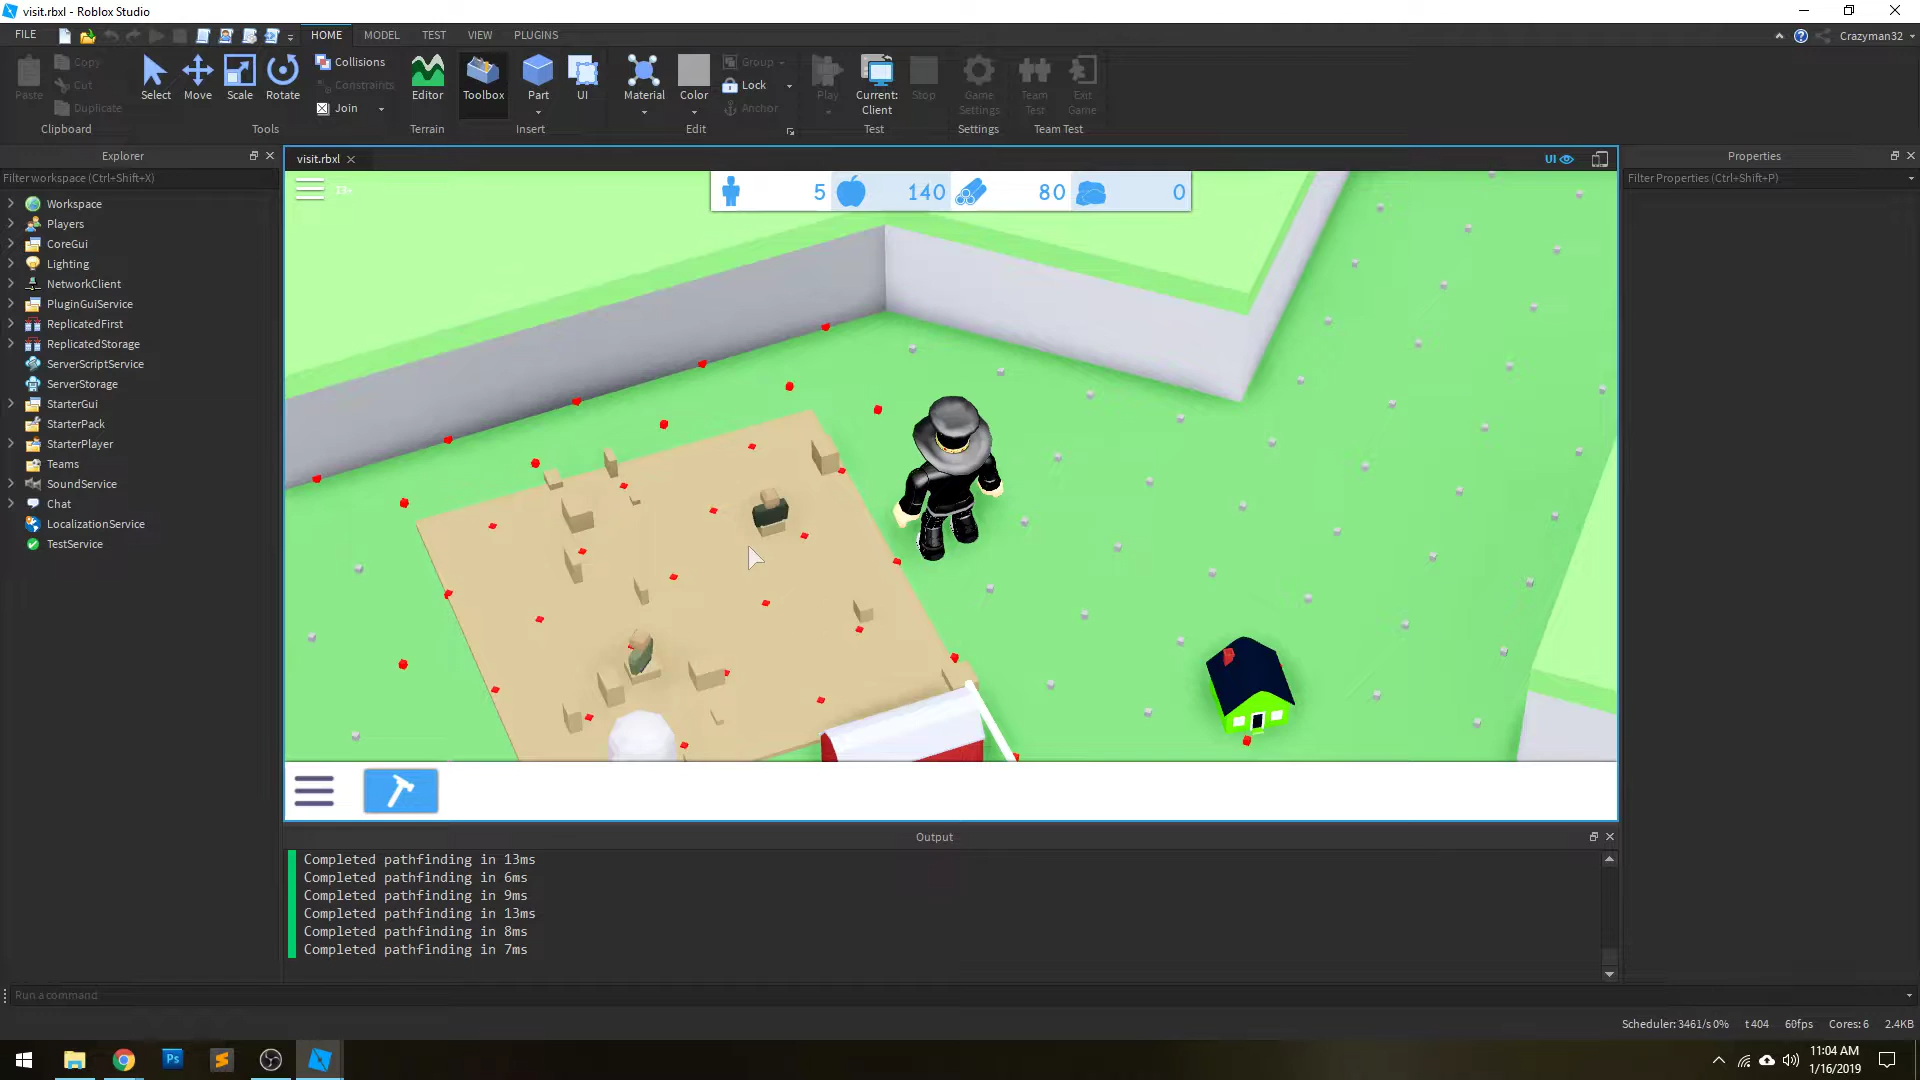 visit.rbxl - Roblox Studio
FILE HOME MODEL TEST VIEW PLUGINS Crazyman32
Paste Copy Cut Duplicate
Clipboard
Select Move Scale Rotate Collisions Constraints Join
Tools
Editor
Terrain
Toolbox Part UI
Insert
Material Color Group Lock Anchor
Edit
Play Current: Client Stop
Test
Game Settings
Settings
Team Test Exit Game
Team Test
Explorer
Filter workspace (Ctrl+Shift+X)
Workspace
Players
CoreGui
Lighting
NetworkClient
PluginGuiService
ReplicatedFirst
ReplicatedStorage
ServerScriptService
ServerStorage
StarterGui
StarterPack
StarterPlayer
Teams
SoundService
Chat
LocalizationService
TestService
visit.rbxl
UI
13+
5 140 80 0
Properties
Filter Properties (Ctrl+Shift+P)
Output
Completed pathfinding in 13ms
Completed pathfinding in 6ms
Completed pathfinding in 9ms
Completed pathfinding in 13ms
Completed pathfinding in 8ms
Completed pathfinding in 7ms
Run a command
Scheduler: 3461/s 0% t 404 60fps Cores: 6 2.4KB
Ps
11:04 AM
1/16/2019